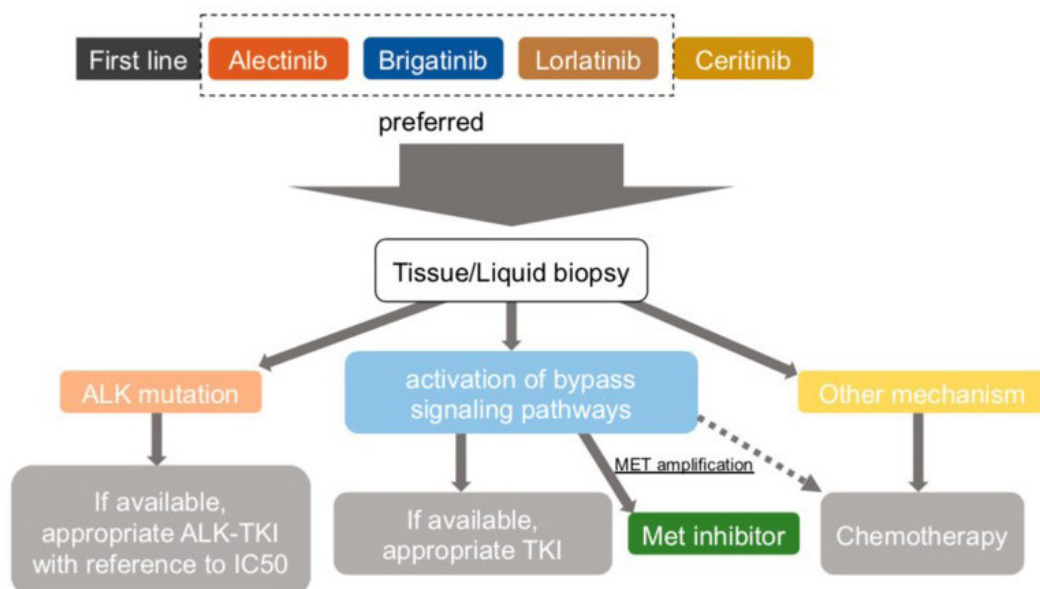 First line Alectinib Brigatinib Lorlatinib Ceritinib
preferred
Tissue/Liquid biopsy
ALK mutation
activation of bypass
signaling pathways
Other mechanism
MET amplification
If available,
appropriate ALK-TKI
with reference to IC50
If available,
appropriate TKI
Met inhibitor
Chemotherapy